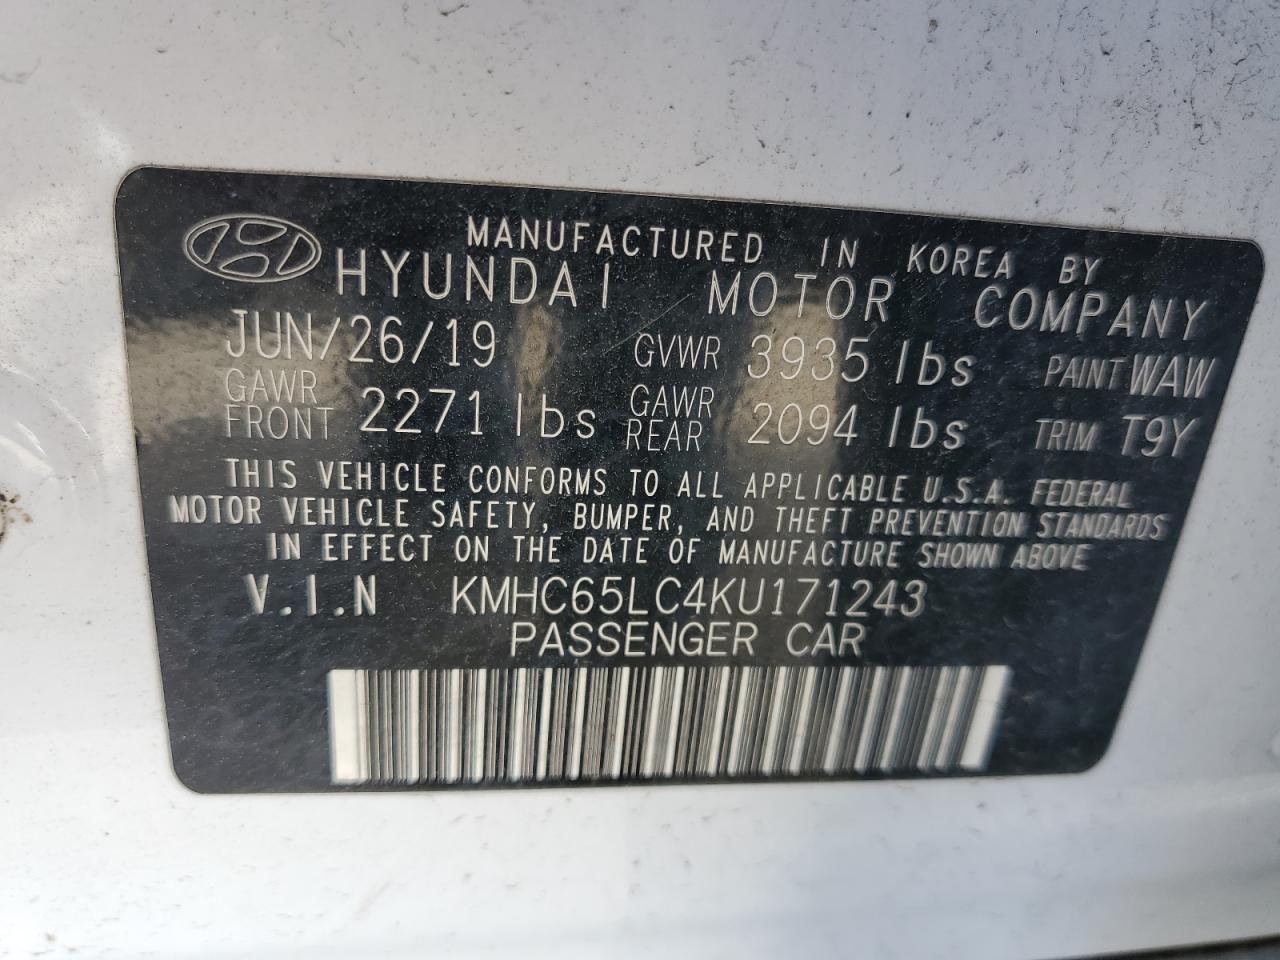 MANUFACTURED IN KOREA BY
HYUNDAI MOTOR COMPANY
JUN/26/19 GVWR 3935 lbs PAINT WAW
GAWR FRONT 2271 lbs GAWR REAR 2094 lbs TRIM T9Y
THIS VEHICLE CONFORMS TO ALL APPLICABLE U.S.A. FEDERAL
MOTOR VEHICLE SAFETY, BUMPER, AND THEFT PREVENTION STANDARDS
IN EFFECT ON THE DATE OF MANUFACTURE SHOWN ABOVE
V.I.N KMHC65LC4KU171243
PASSENGER CAR